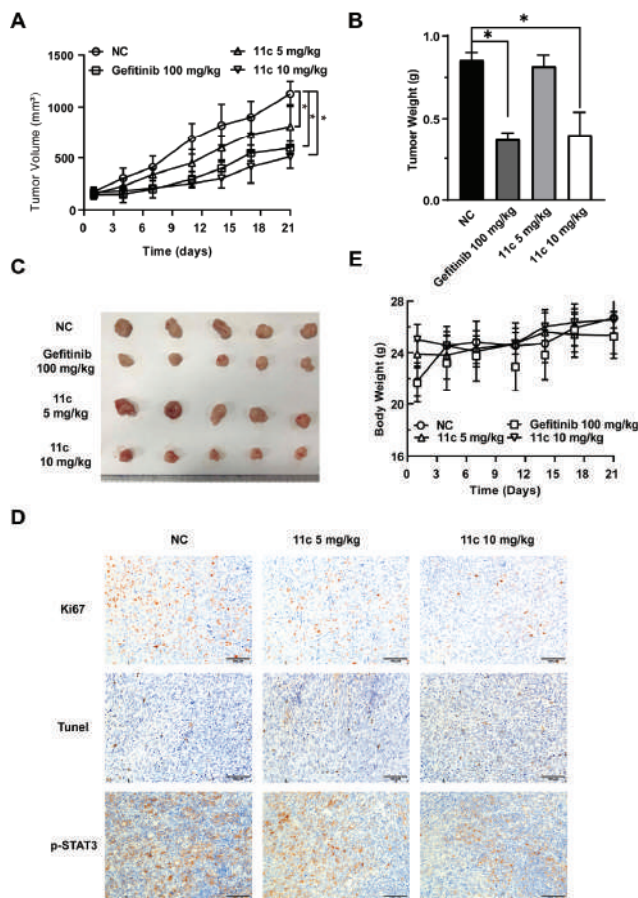 A
NC
11c 5 mg/kg
Gefitinib 100 mg/kg
11c 10 mg/kg
Tumor Volume (mm³)
1500
1000
500
0
0 3 6 9 12 15 18 21
Time (days)
*
*
*
B
*
*
Tumoer Weight (g)
1.0
0.5
0.0
NC
Gefitinib 100 mg/kg
11c 5 mg/kg
11c 10 mg/kg
C
NC
Gefitinib
100 mg/kg
11c
5 mg/kg
11c
10 mg/kg
E
Body Weight (g)
28
24
20
16
NC
Gefitinib 100 mg/kg
11c 5 mg/kg
11c 10 mg/kg
0 3 6 9 12 15 18 21
Time (Days)
D
NC
11c 5 mg/kg
11c 10 mg/kg
Ki67
Tunel
p-STAT3